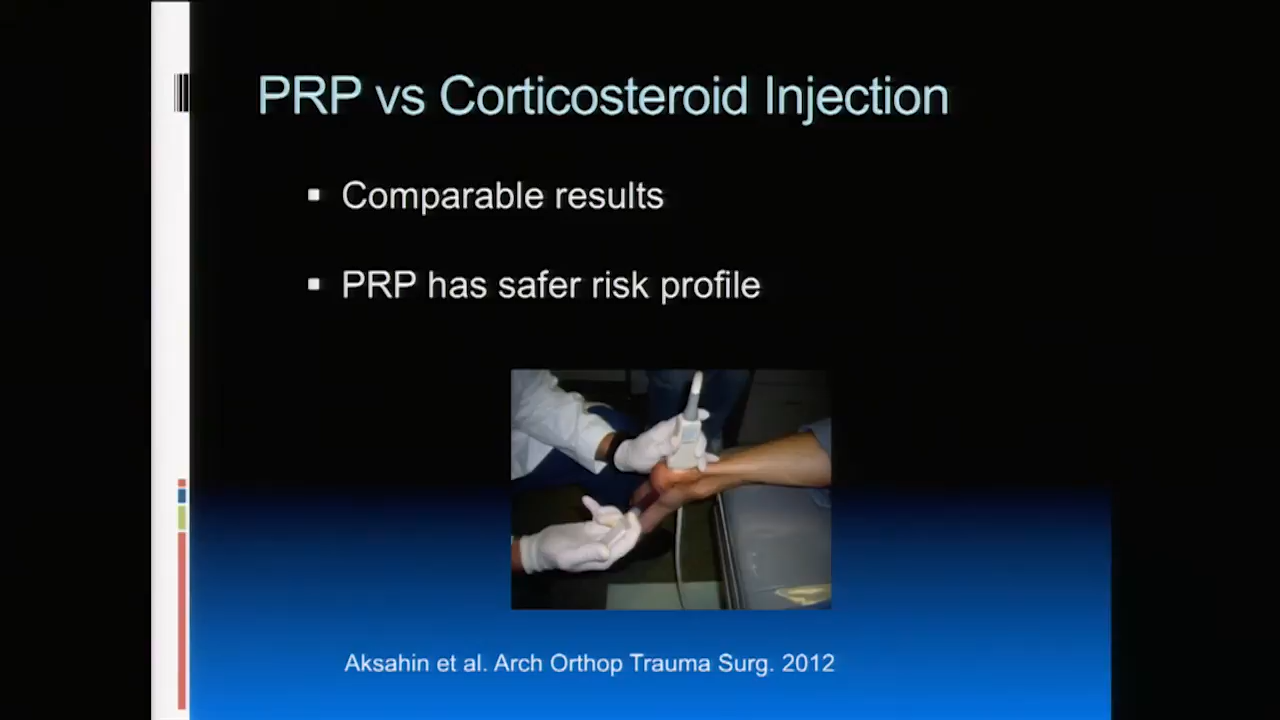 PRP vs Corticosteroid Injection
Comparable results
PRP has safer risk profile
Aksahin et al. Arch Orthop Trauma Surg. 2012